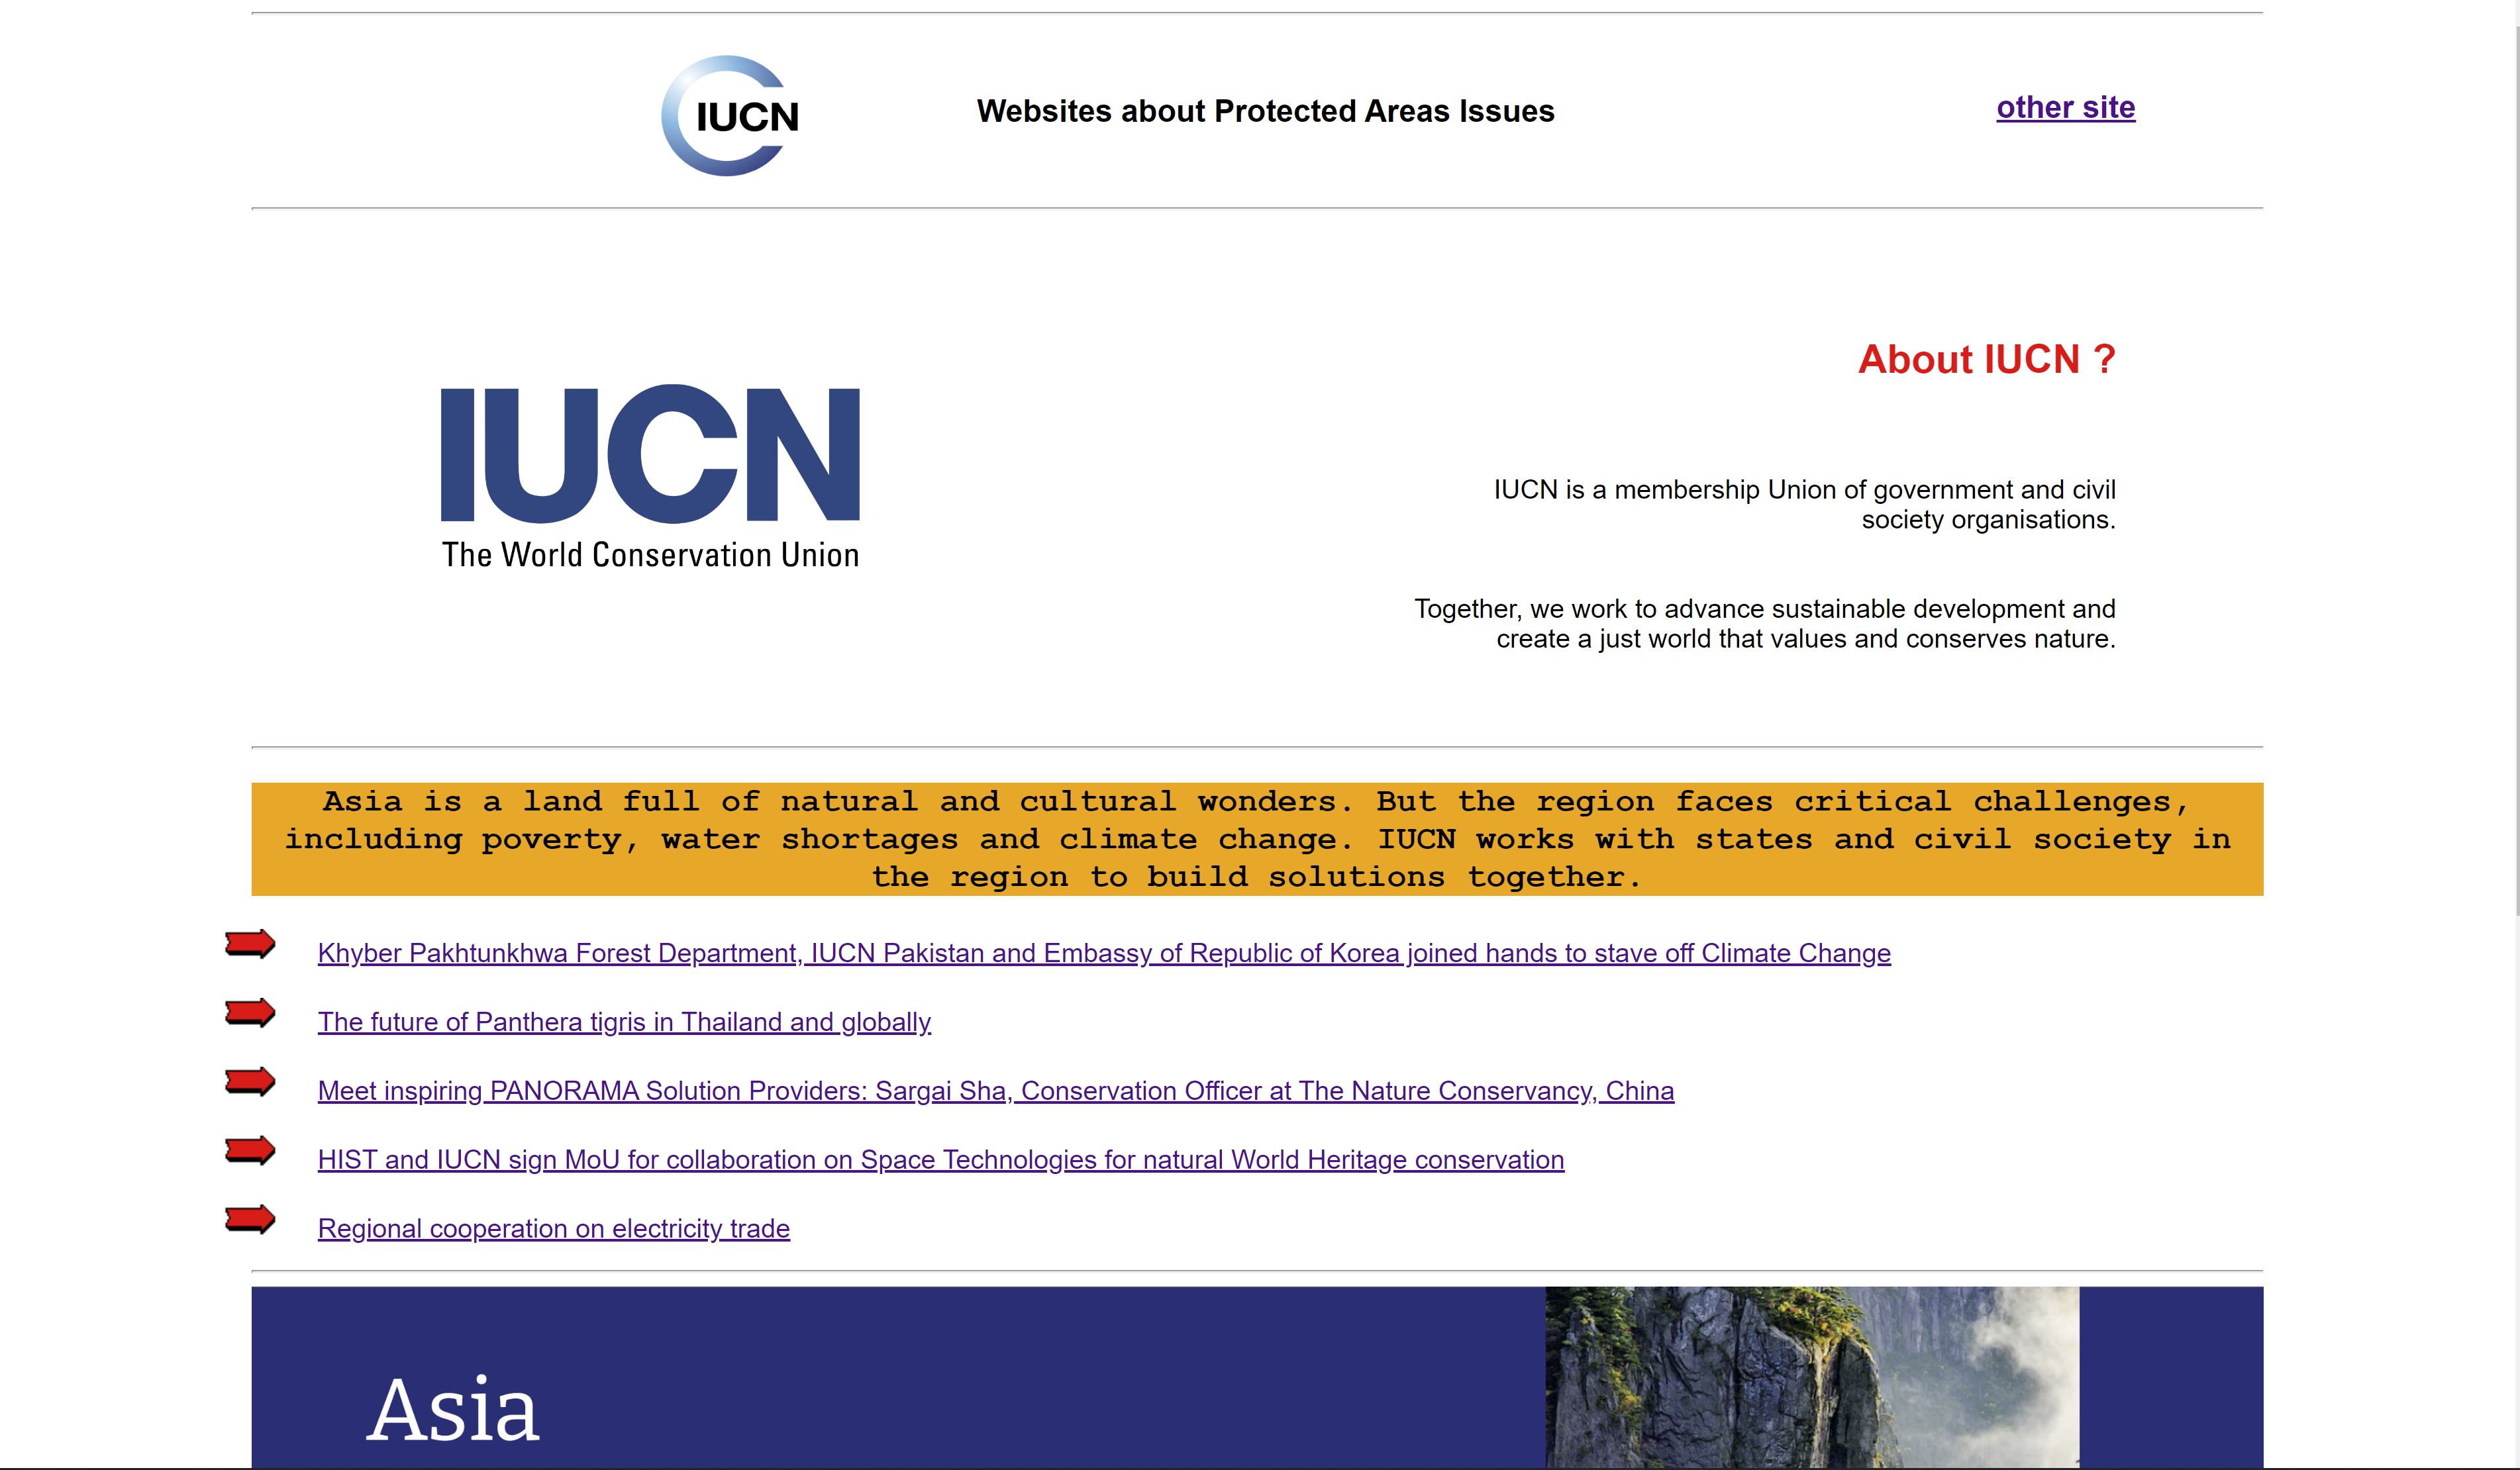 IUCN
Websites about Protected Areas Issues
other site
About IUCN ?
IUCN
The World Conservation Union
IUCN is a membership Union of government and civil
society organisations.
Together, we work to advance sustainable development and
create a just world that values and conserves nature.
Asia is a land full of natural and cultural wonders. But the region faces critical challenges,
including poverty, water shortages and climate change. IUCN works with states and civil society in
the region to build solutions together.
Khyber Pakhtunkhwa Forest Department, IUCN Pakistan and Embassy of Republic of Korea joined hands to stave off Climate Change
The future of Panthera tigris in Thailand and globally
Meet inspiring PANORAMA Solution Providers: Sargai Sha, Conservation Officer at The Nature Conservancy, China
HIST and IUCN sign MoU for collaboration on Space Technologies for natural World Heritage conservation
Regional cooperation on electricity trade
Asia